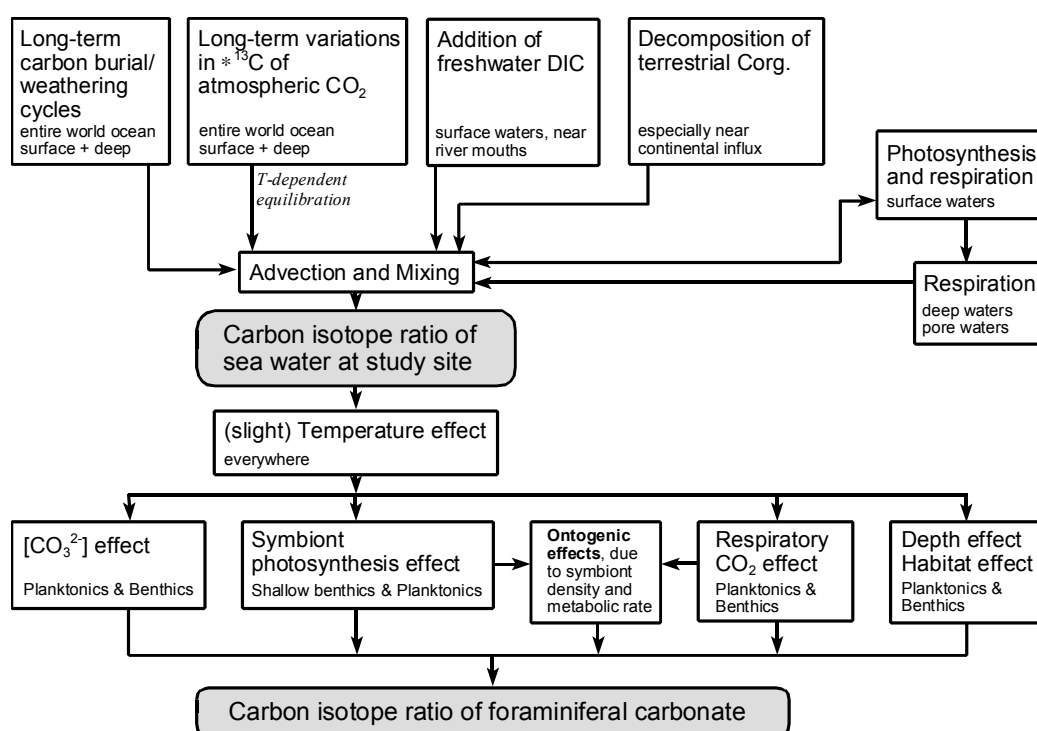 Long-term
carbon burial/
weathering
cycles
entire world ocean
surface + deep
Long-term variations
in *¹³C of
atmospheric CO₂
entire world ocean
surface + deep
Addition of
freshwater DIC
surface waters, near
river mouths
Decomposition of
terrestrial Corg.
especially near
continental influx
Photosynthesis
and respiration
surface waters
T-dependent
equilibration
Advection and Mixing
Respiration
deep waters
pore waters
Carbon isotope ratio of
sea water at study site
(slight) Temperature effect
everywhere
[CO₃²⁻] effect
Planktonics & Benthics
Symbiont
photosynthesis effect
Shallow benthics & Planktonics
Ontogenic
effects, due
to symbiont
density and
metabolic rate
Respiratory
CO₂ effect
Planktonics &
Benthics
Depth effect
Habitat effect
Planktonics &
Benthics
Carbon isotope ratio of foraminiferal carbonate